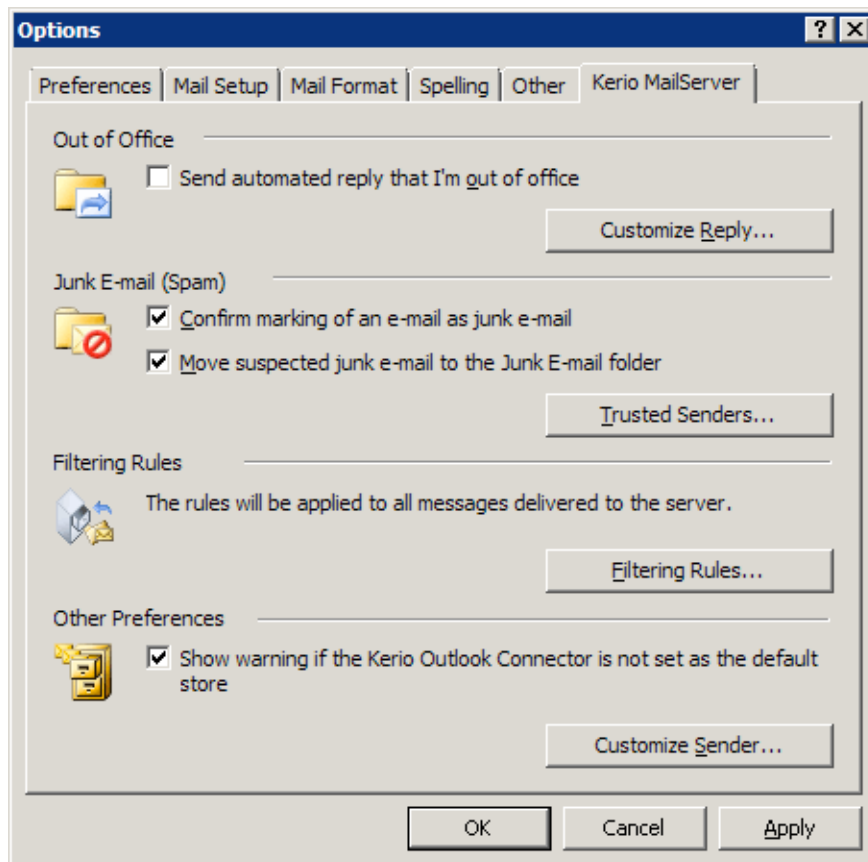 Options
Preferences Mail Setup Mail Format Spelling Other Kerio MailServer
Out of Office
Send automated reply that I'm out of office
Customize Reply...
Junk E-mail (Spam)
Confirm marking of an e-mail as junk e-mail
Move suspected junk e-mail to the Junk E-mail folder
Trusted Senders...
Filtering Rules
The rules will be applied to all messages delivered to the server.
Filtering Rules...
Other Preferences
Show warning if the Kerio Outlook Connector is not set as the default
store
Customize Sender...
OK Cancel Apply